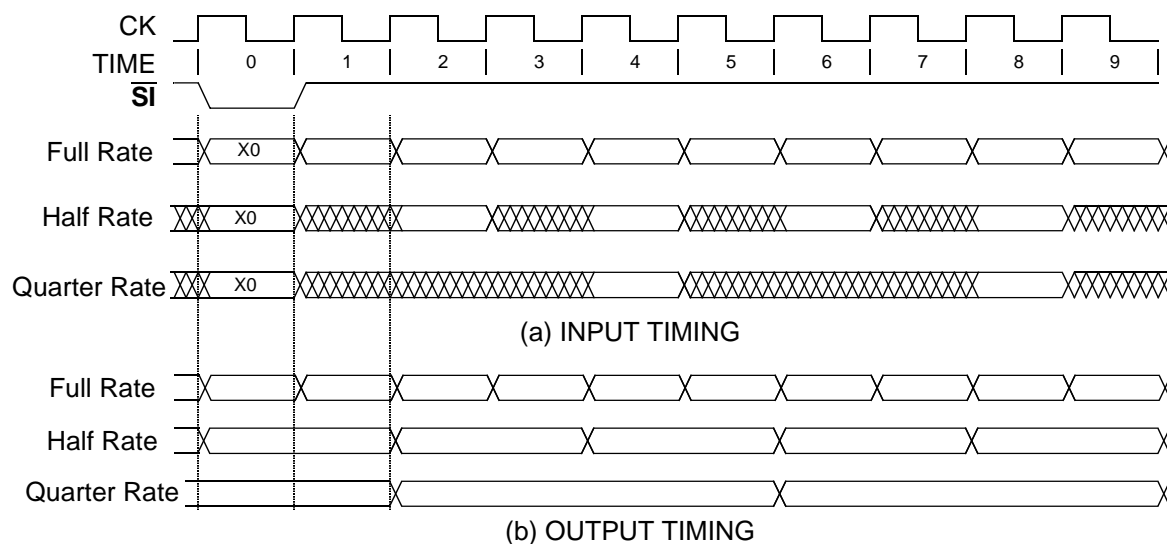 CK
TIME 0 1 2 3 4 5 6 7 8 9
SI
Full Rate X0
Half Rate X0
Quarter Rate X0
(a) INPUT TIMING
Full Rate
Half Rate
Quarter Rate
(b) OUTPUT TIMING